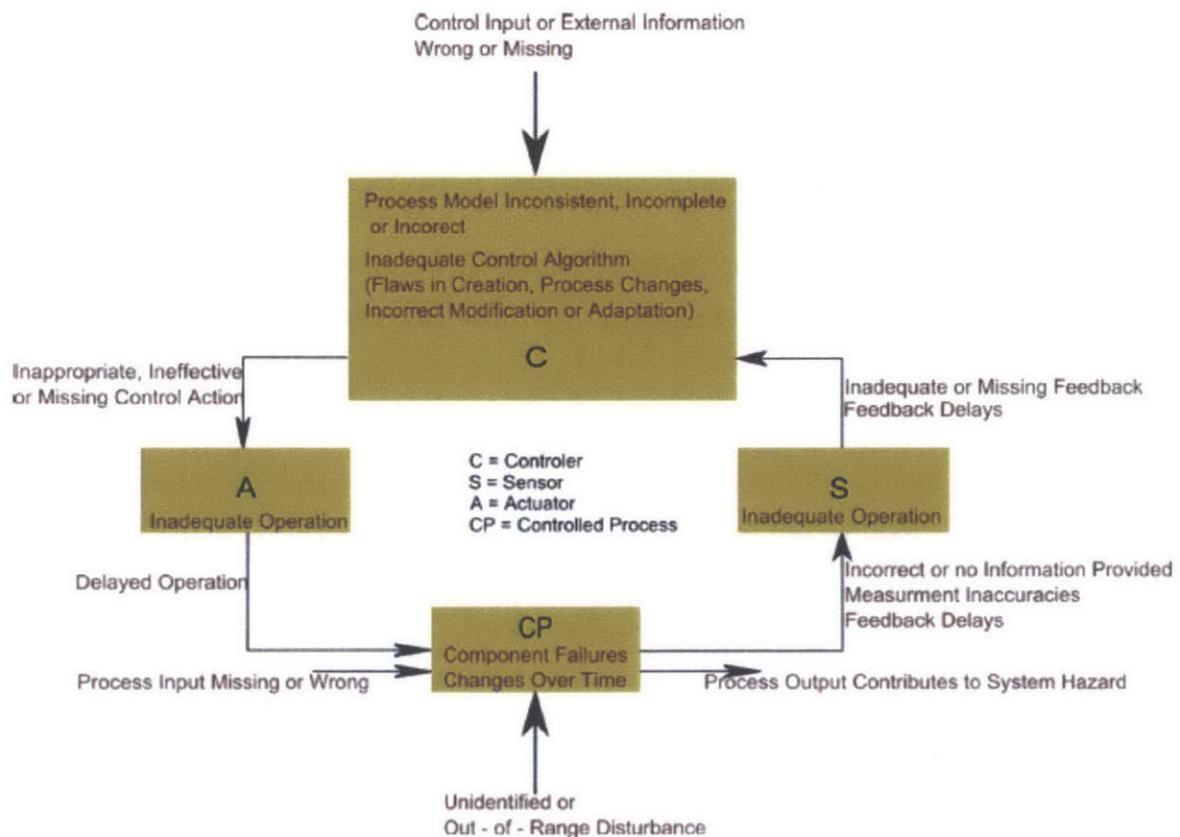 Control Input or External Information
Wrong or Missing
Process Model Inconsistent, Incomplete
or Incorect
Inadequate Control Algorithm
(Flaws in Creation, Process Changes,
Incorrect Modification or Adaptation)
C
Inappropriate, Ineffective
or Missing Control Action
Inadequate or Missing Feedback
Feedback Delays
A
Inadequate Operation
C = Controler
S = Sensor
A = Actuator
CP = Controlled Process
S
Inadequate Operation
Delayed Operation
Incorrect or no Information Provided
Measurment Inaccuracies
Feedback Delays
CP
Component Failures
Changes Over Time
Process Input Missing or Wrong
Process Output Contributes to System Hazard
Unidentified or
Out - of - Range Disturbance